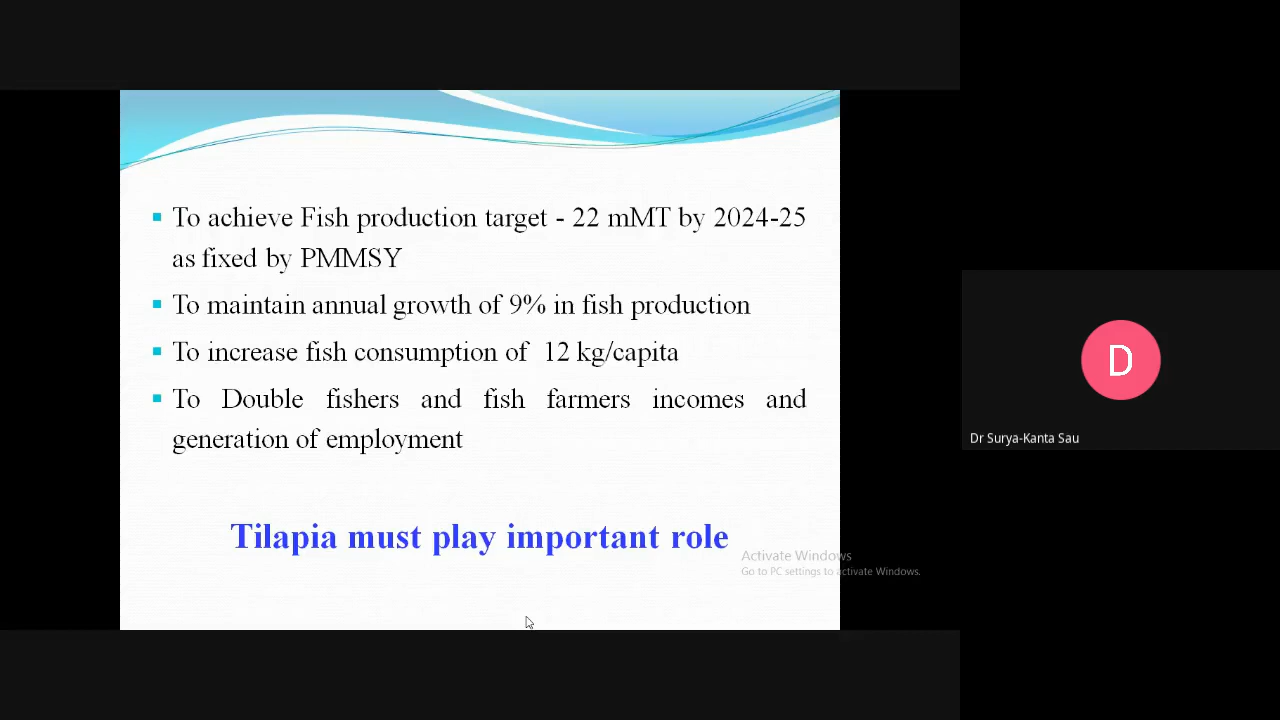 To achieve Fish production target - 22 mMT by 2024-25
as fixed by PMMSY
To maintain annual growth of 9% in fish production
To increase fish consumption of 12 kg/capita
To Double fishers and fish farmers incomes and
generation of employment
Tilapia must play important role
Activate Windows
Go to PC settings to activate Windows.
D
Dr Surya-Kanta Sau